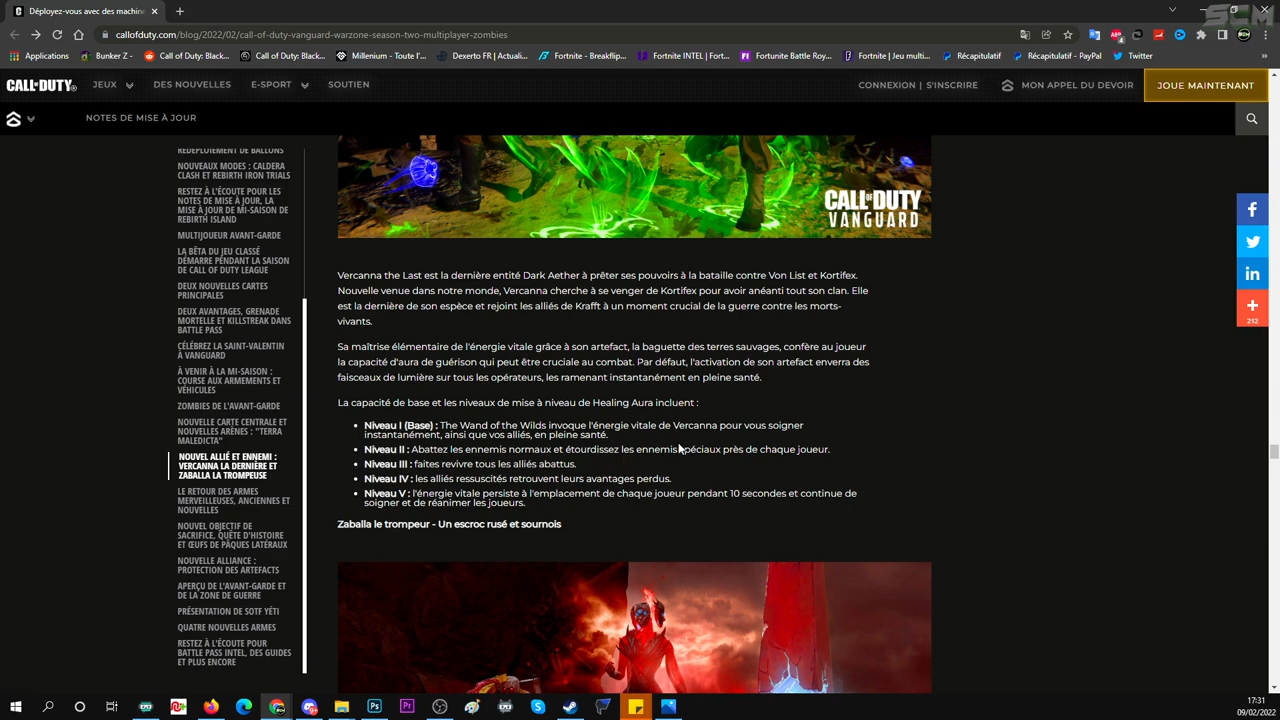 Déployez-vous avec des machin
SCM
callofduty.com/blog/2022/02/call-of-duty-vanguard-warzone-season-two-multiplayer-zombies
Applications
Bunker Z -
Call of Duty: Black...
Call of Duty: Black...
Millenium - Toute l'...
Dexerto FR | Actuali...
Fortnite - Breakflip...
Fortnite INTEL | Fort...
Fortunite Battle Roy...
Fortnite | Jeu multi...
Récapitulatif
Récapitulatif - PayPal
Twitter
CALL OF DUTY
JEUX
DES NOUVELLES
E-SPORT
SOUTIEN
CONNEXION | S'INSCRIRE
MON APPEL DU DEVOIR
JOUE MAINTENANT
NOTES DE MISE À JOUR
REDÉPLOIEMENT DE BALLONS
NOUVEAUX MODES : CALDERA
CLASH ET REBIRTH IRON TRIALS
RESTEZ À L'ÉCOUTE POUR LES
NOTES DE MISE À JOUR, LA
MISE À JOUR DE MI-SAISON DE
REBIRTH ISLAND
MULTIJOUEUR AVANT-GARDE
LA BÊTA DU JEU CLASSÉ
DÉMARRE PENDANT LA SAISON
DE CALL OF DUTY LEAGUE
DEUX NOUVELLES CARTES
PRINCIPALES
DEUX AVANTAGES, GRENADE
MORTELLE ET KILLSTREAK DANS
BATTLE PASS
CÉLÉBREZ LA SAINT-VALENTIN
À VANGUARD
À VENIR À LA MI-SAISON :
COURSE AUX ARMEMENTS ET
VÉHICULES
ZOMBIES DE L'AVANT-GARDE
NOUVELLE CARTE CENTRALE ET
NOUVELLES ARÈNES : "TERRA
MALEDICTA"
NOUVEL ALLIÉ ET ENNEMI :
VERCANNA LA DERNIÈRE ET
ZABALLA LA TROMPEUSE
LE RETOUR DES ARMES
MERVEILLEUSES, ANCIENNES ET
NOUVELLES
NOUVEL OBJECTIF DE
SACRIFICE, QUÊTE D'HISTOIRE
ET ŒUFS DE PÂQUES LATÉRAUX
NOUVELLE ALLIANCE :
PROTECTION DES ARTEFACTS
APERÇU DE L'AVANT-GARDE ET
DE LA ZONE DE GUERRE
PRÉSENTATION DE SOTF YÉTI
QUATRE NOUVELLES ARMES
RESTEZ À L'ÉCOUTE POUR
BATTLE PASS INTEL, DES GUIDES
ET PLUS ENCORE
CALL OF DUTY
VANGUARD
Vercanna the Last est la dernière entité Dark Aether à prêter ses pouvoirs à la bataille contre Von List et Kortifex.
Nouvelle venue dans notre monde, Vercanna cherche à se venger de Kortifex pour avoir anéanti tout son clan. Elle
est la dernière de son espèce et rejoint les alliés de Krafft à un moment crucial de la guerre contre les morts-
vivants.
Sa maîtrise élémentaire de l'énergie vitale grâce à son artefact, la baguette des terres sauvages, confère au joueur
la capacité d'aura de guérison qui peut être cruciale au combat. Par défaut, l'activation de son artefact enverra des
faisceaux de lumière sur tous les opérateurs, les ramenant instantanément en pleine santé.
La capacité de base et les niveaux de mise à niveau de Healing Aura incluent :
Niveau I (Base) : The Wand of the Wilds invoque l'énergie vitale de Vercanna pour vous soigner
instantanément, ainsi que vos alliés, en pleine santé.
Niveau II : Abattez les ennemis normaux et étourdissez les ennemis spéciaux près de chaque joueur.
Niveau III : faites revivre tous les alliés abattus.
Niveau IV : les alliés ressuscités retrouvent leurs avantages perdus.
Niveau V : l'énergie vitale persiste à l'emplacement de chaque joueur pendant 10 secondes et continue de
soigner et de réanimer les joueurs.
Zaballa le trompeur - Un escroc rusé et sournois
212
17:31
09/02/2022